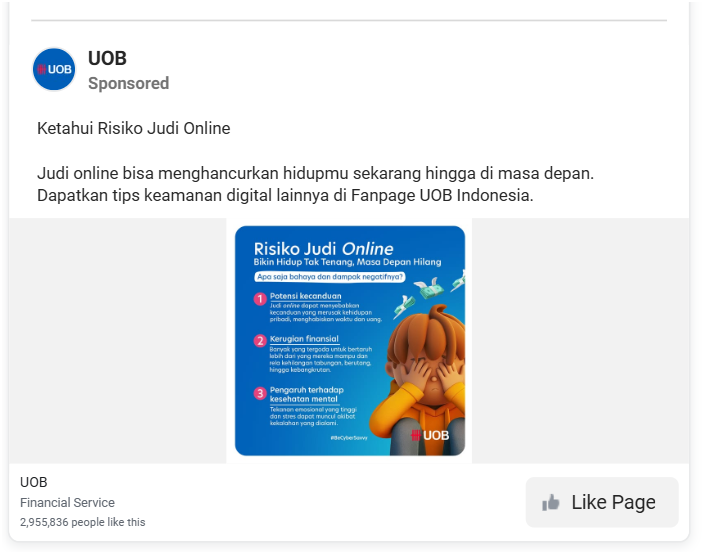 UOB
UOB
Sponsored
Ketahui Risiko Judi Online
Judi online bisa menghancurkan hidupmu sekarang hingga di masa depan.
Dapatkan tips keamanan digital lainnya di Fanpage UOB Indonesia.
Risiko Judi Online
Bikin Hidup Tak Tenang, Masa Depan Hilang
Apa saja bahaya dan dampak negatifnya?
1 Potensi kecanduan
Judi online dapat menyebabkan
kecanduan yang merusak kehidupan
pribadi, menghabiskan waktu dan uang.
2 Kerugian finansial
Banyak yang tergoda untuk bertaruh
lebih dari yang mereka mampu dan
rela kehilangan tabungan, berutang,
hingga kebangkrutan.
3 Pengaruh terhadap
kesehatan mental
Tekanan emosional yang tinggi
dan stres dapat muncul akibat
kekalahan yang dialami.
#BeCyberSavvy
UOB
UOB
Financial Service
2,955,836 people like this
Like Page